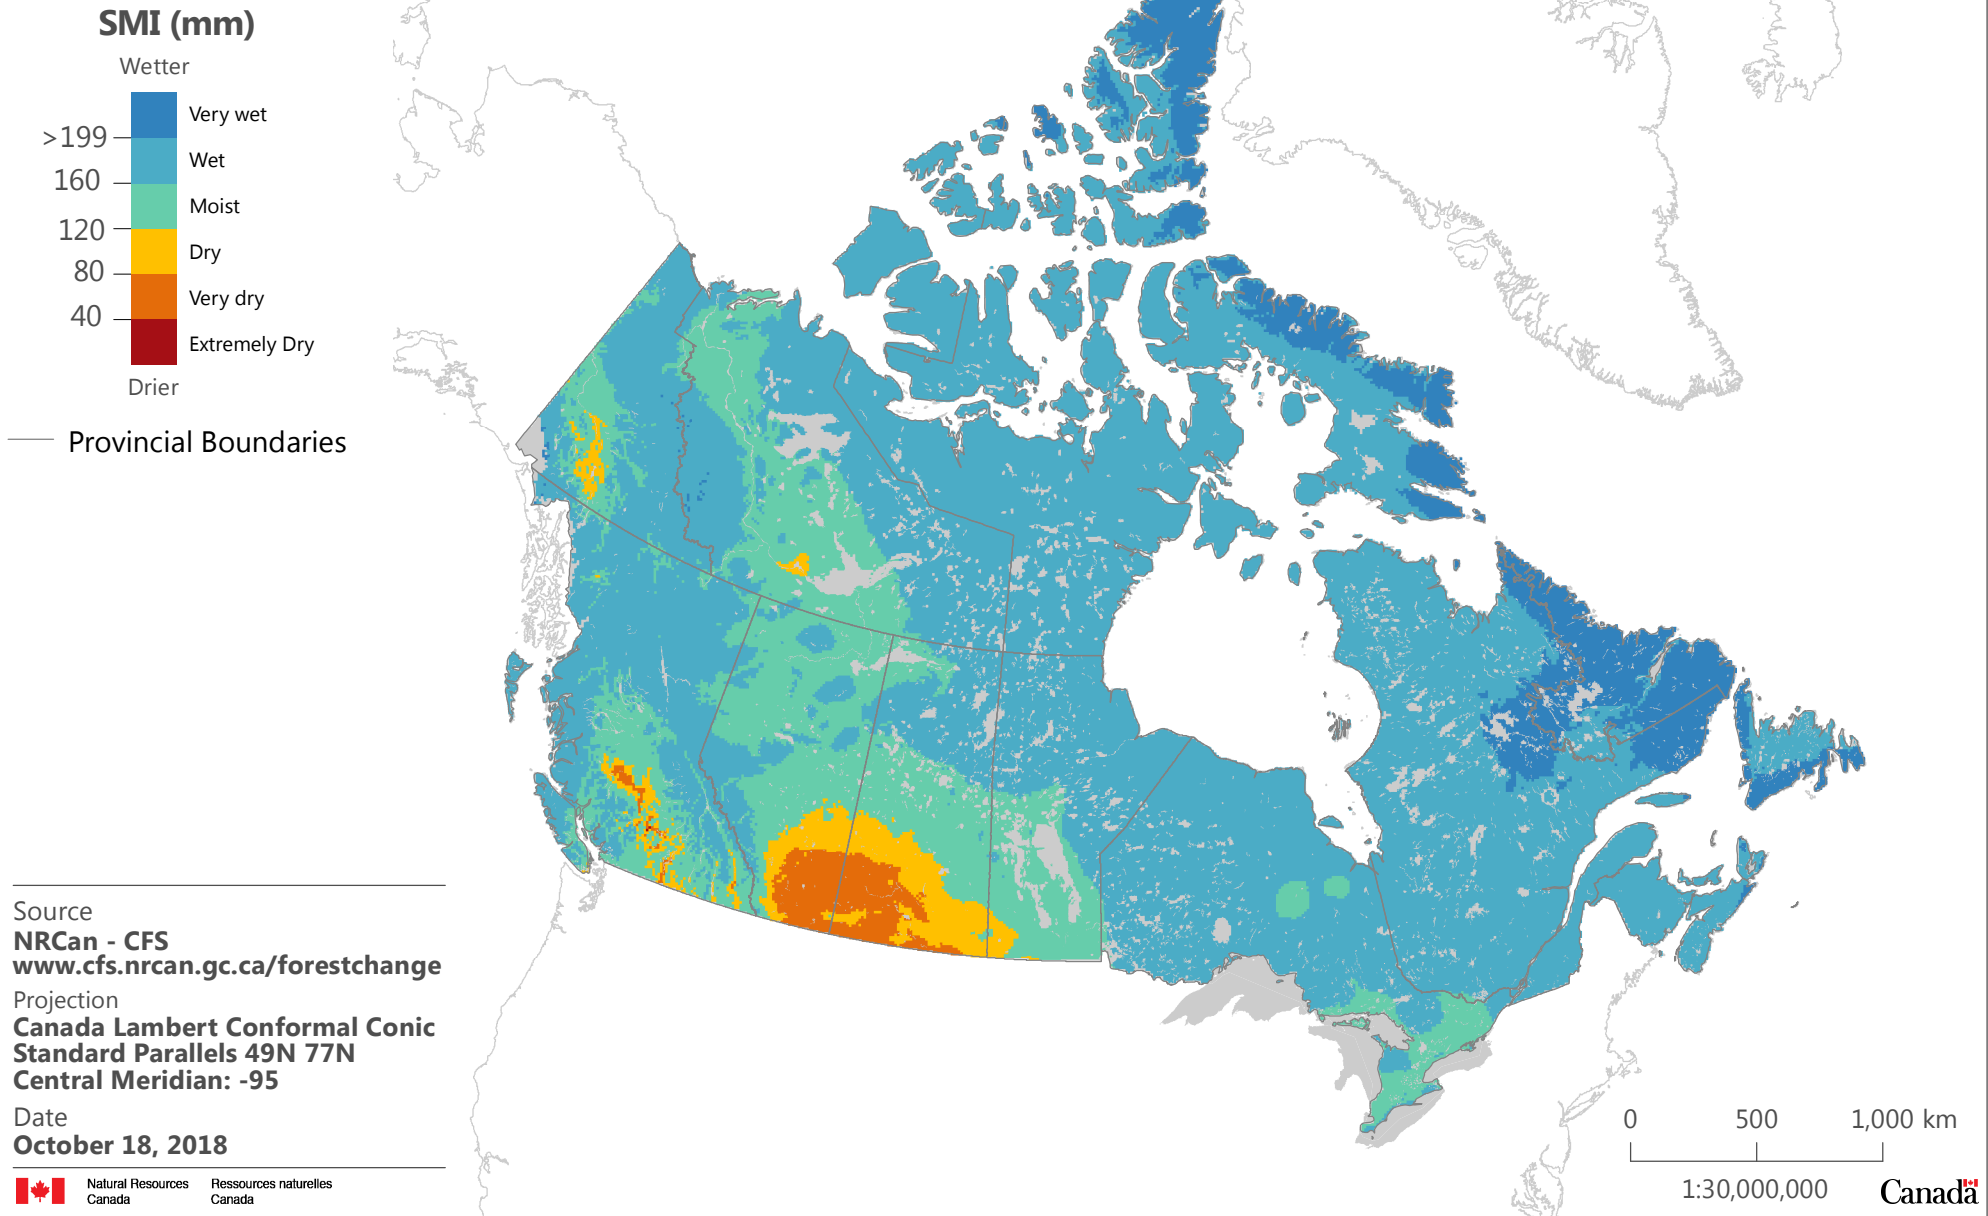 SMI (mm)
Wetter
Very wet
>199
Wet
160
Moist
120
Dry
80
Very dry
40
Extremely Dry
Drier
Provincial Boundaries
Source
NRCan - CFS
www.cfs.nrcan.gc.ca/forestchange
Projection
Canada Lambert Conformal Conic
Standard Parallels 49N 77N
Central Meridian: -95
Date
October 18, 2018
Natural Resources Ressources naturelles
Canada Canada
0 500 1,000 km
1:30,000,000
Canada